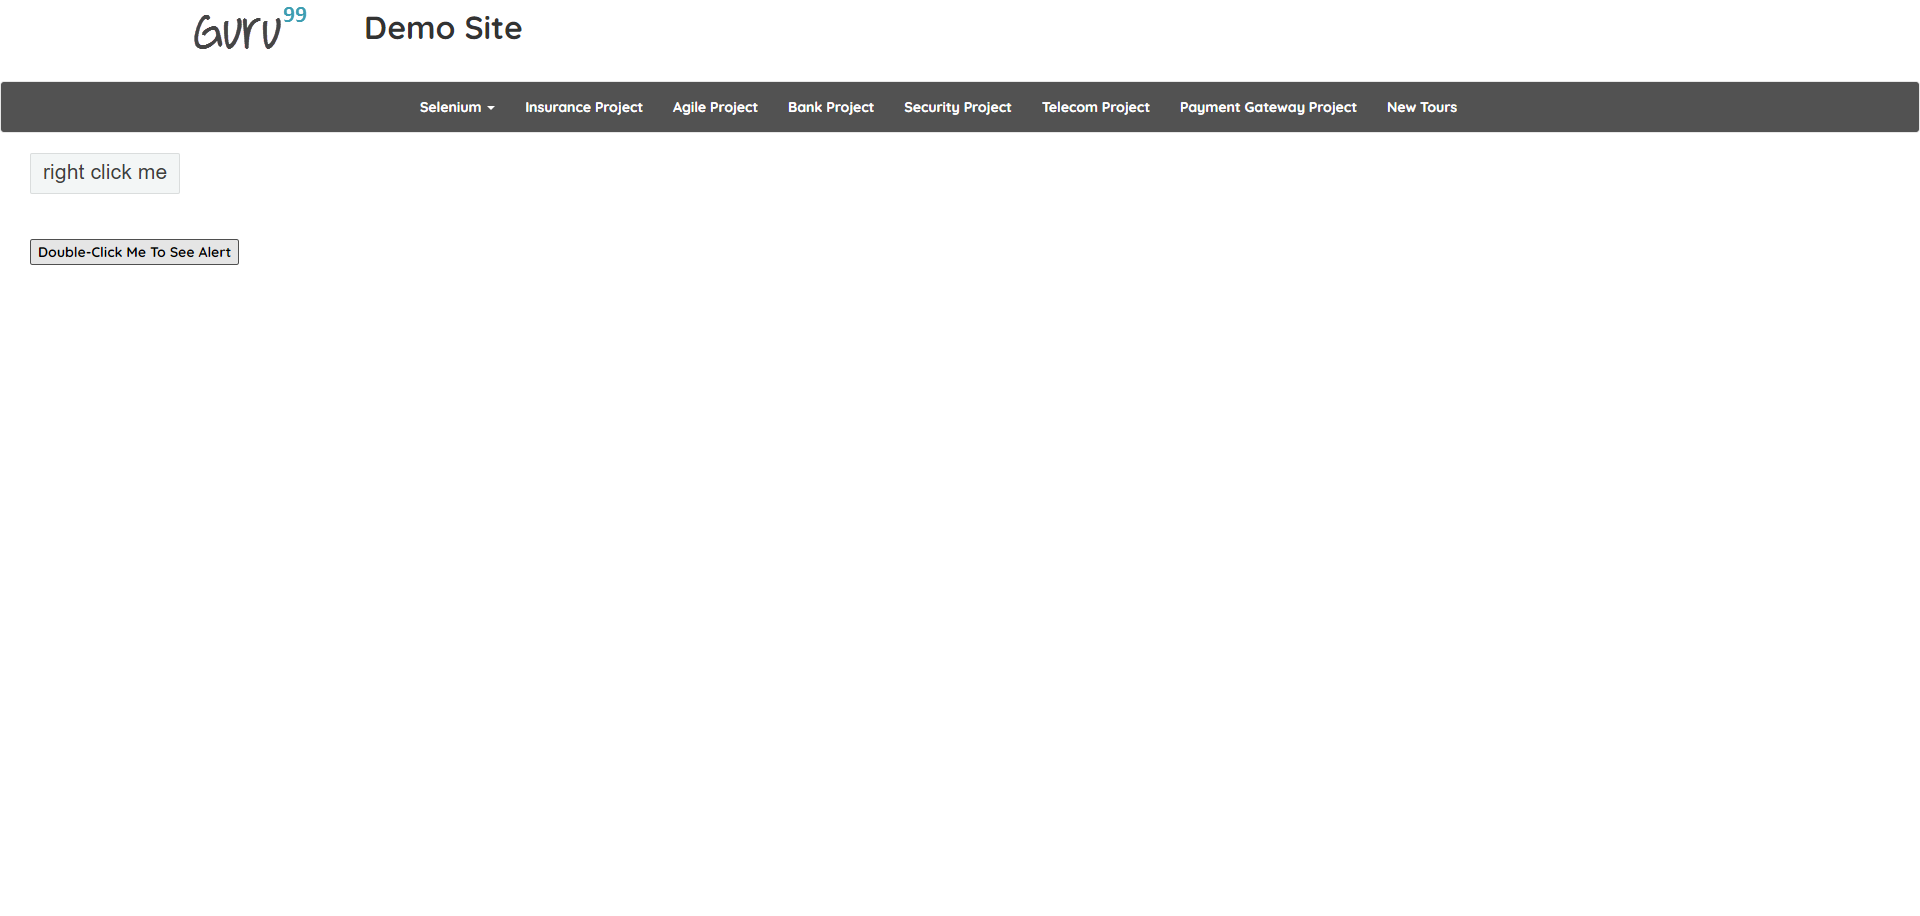 Guru99
Demo Site
Selenium
Insurance Project
Agile Project
Bank Project
Security Project
Telecom Project
Payment Gateway Project
New Tours
right click me
Double-Click Me To See Alert